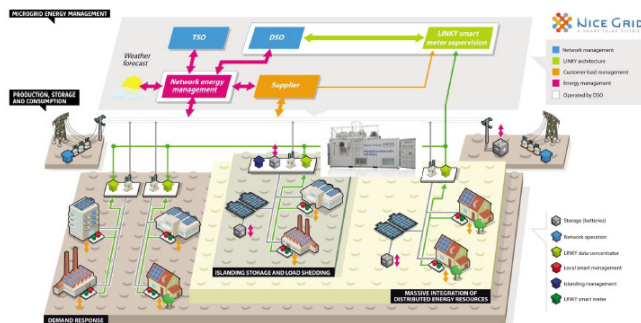 MICROGRID ENERGY MANAGEMENT
NICE GRID
A SMART SOLAR DISTRICT
TSO
DSO
LINKY smart
meter supervision
Weather
forecast
Network energy
management
Supplier
Network management
LINKY architecture
Customer load management
Energy management
Operated by DSO
PRODUCTION, STORAGE
AND CONSUMPTION
Storage (batteries)
Network operation
LINKY data concentrator
Local smart management
Islanding management
LINKY smart meter
ISLANDING STORAGE AND LOAD SHEDDING
MASSIVE INTEGRATION OF
DISTRIBUTED ENERGY RESOURCES
DEMAND RESPONSE